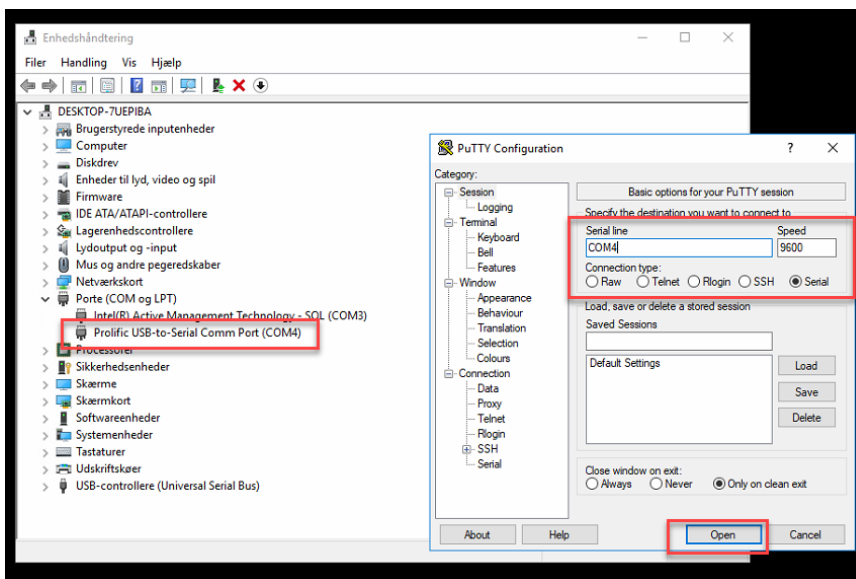 Enhedshåndtering
Filer Handling Vis Hjælp
DESKTOP-7UEPIBA
Brugerstyrede inputenheder
Computer
Diskdrev
Enheder til lyd, video og spil
Firmware
IDE ATA/ATAPI-controllere
Lagerenhedscontrollere
Lydoutput og -input
Mus og andre pegeredskaber
Netværkskort
Porte (COM og LPT)
Intel(R) Active Management Technology - SOL (COM3)
Prolific USB-to-Serial Comm Port (COM4)
Processorer
Sikkerhedsenheder
Skærme
Skærmkort
Softwareenheder
Systemenheder
Tastaturer
Udskriftskøer
USB-controllere (Universal Serial Bus)
PuTTY Configuration
Category:
Session
Logging
Terminal
Keyboard
Bell
Features
Window
Appearance
Behaviour
Translation
Selection
Colours
Connection
Data
Proxy
Telnet
Rlogin
SSH
Serial
Basic options for your PuTTY session
Specify the destination you want to connect to
Serial line Speed
COM4 9600
Connection type:
Raw Telnet Rlogin SSH Serial
Load, save or delete a stored session
Saved Sessions
Default Settings
Load
Save
Delete
Close window on exit:
Always Never Only on clean exit
About Help Open Cancel